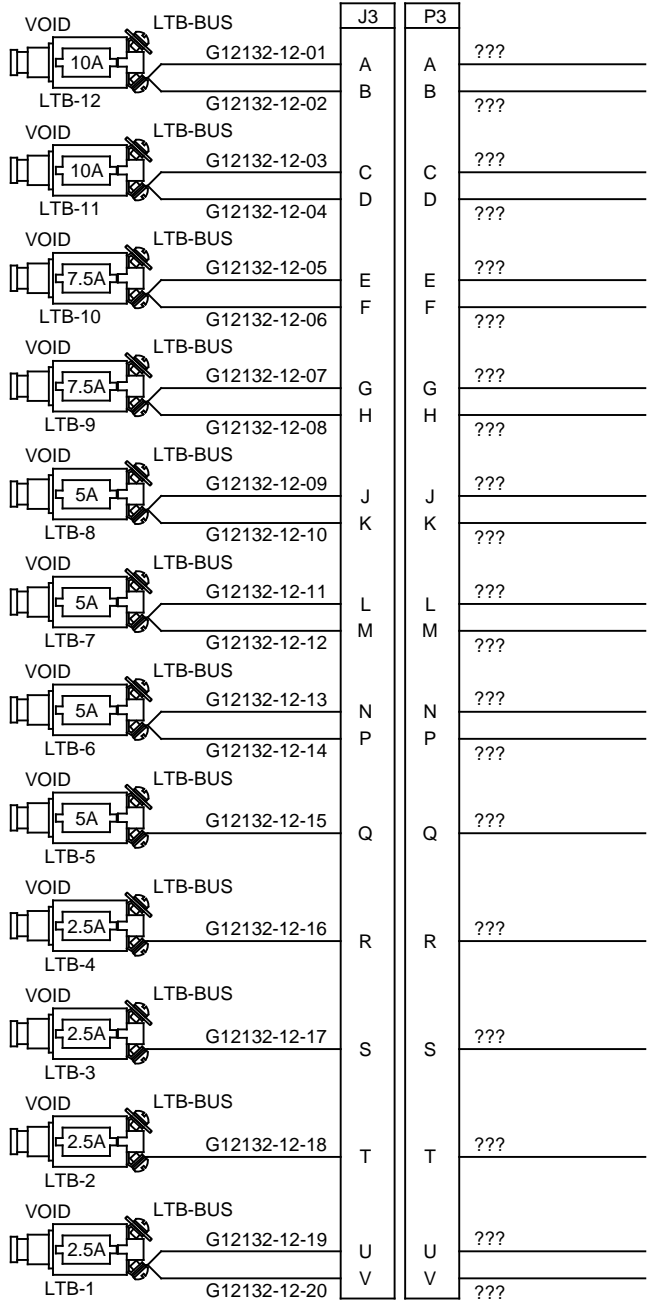 J3 P3
VOID LTB-BUS
G12132-12-01 ???
10A A A
B B
LTB-12 G12132-12-02 ???
VOID LTB-BUS
G12132-12-03 ???
10A C C
D D
LTB-11 G12132-12-04 ???
VOID LTB-BUS
G12132-12-05 ???
7.5A E E
F F
LTB-10 G12132-12-06 ???
VOID LTB-BUS
G12132-12-07 ???
7.5A G G
H H
LTB-9 G12132-12-08 ???
VOID LTB-BUS
G12132-12-09 ???
5A J J
K K
LTB-8 G12132-12-10 ???
VOID LTB-BUS
G12132-12-11 ???
5A L L
M M
LTB-7 G12132-12-12 ???
VOID LTB-BUS
G12132-12-13 ???
5A N N
P P
LTB-6 G12132-12-14 ???
VOID LTB-BUS
5A G12132-12-15 ???
Q Q
LTB-5
VOID LTB-BUS
2.5A G12132-12-16 ???
R R
LTB-4
VOID LTB-BUS
2.5A G12132-12-17 ???
S S
LTB-3
VOID LTB-BUS
2.5A G12132-12-18 ???
T T
LTB-2
VOID LTB-BUS
G12132-12-19 ???
2.5A U U
V V
LTB-1 G12132-12-20 ???